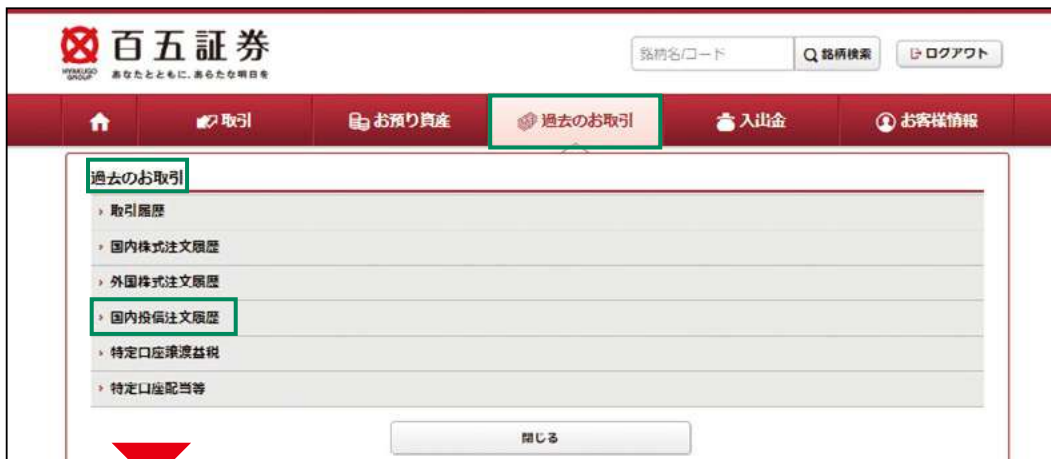 百五証券
HYAKUGO GROUP
あなたとともに、あらたな明日を
銘柄名/コード
銘柄検索
ログアウト
取引
お預り資産
過去のお取引
入出金
お客様情報
過去のお取引
取引履歴
国内株式注文履歴
外国株式注文履歴
国内投信注文履歴
特定口座譲渡益税
特定口座配当等
閉じる